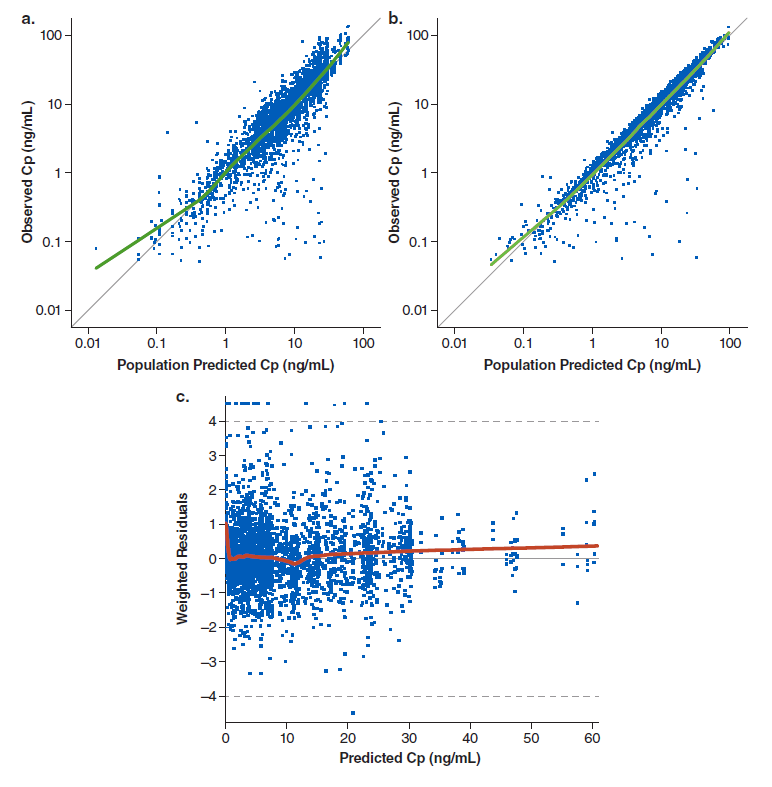 a.
100
10
1
0.1
0.01
Observed Cp (ng/mL)
0.01 0.1 1 10 100
Population Predicted Cp (ng/mL)
b.
100
10
1
0.1
0.01
Observed Cp (ng/mL)
0.01 0.1 1 10 100
Population Predicted Cp (ng/mL)
c.
4
3
2
1
0
–1
–2
–3
–4
Weighted Residuals
0 10 20 30 40 50 60
Predicted Cp (ng/mL)